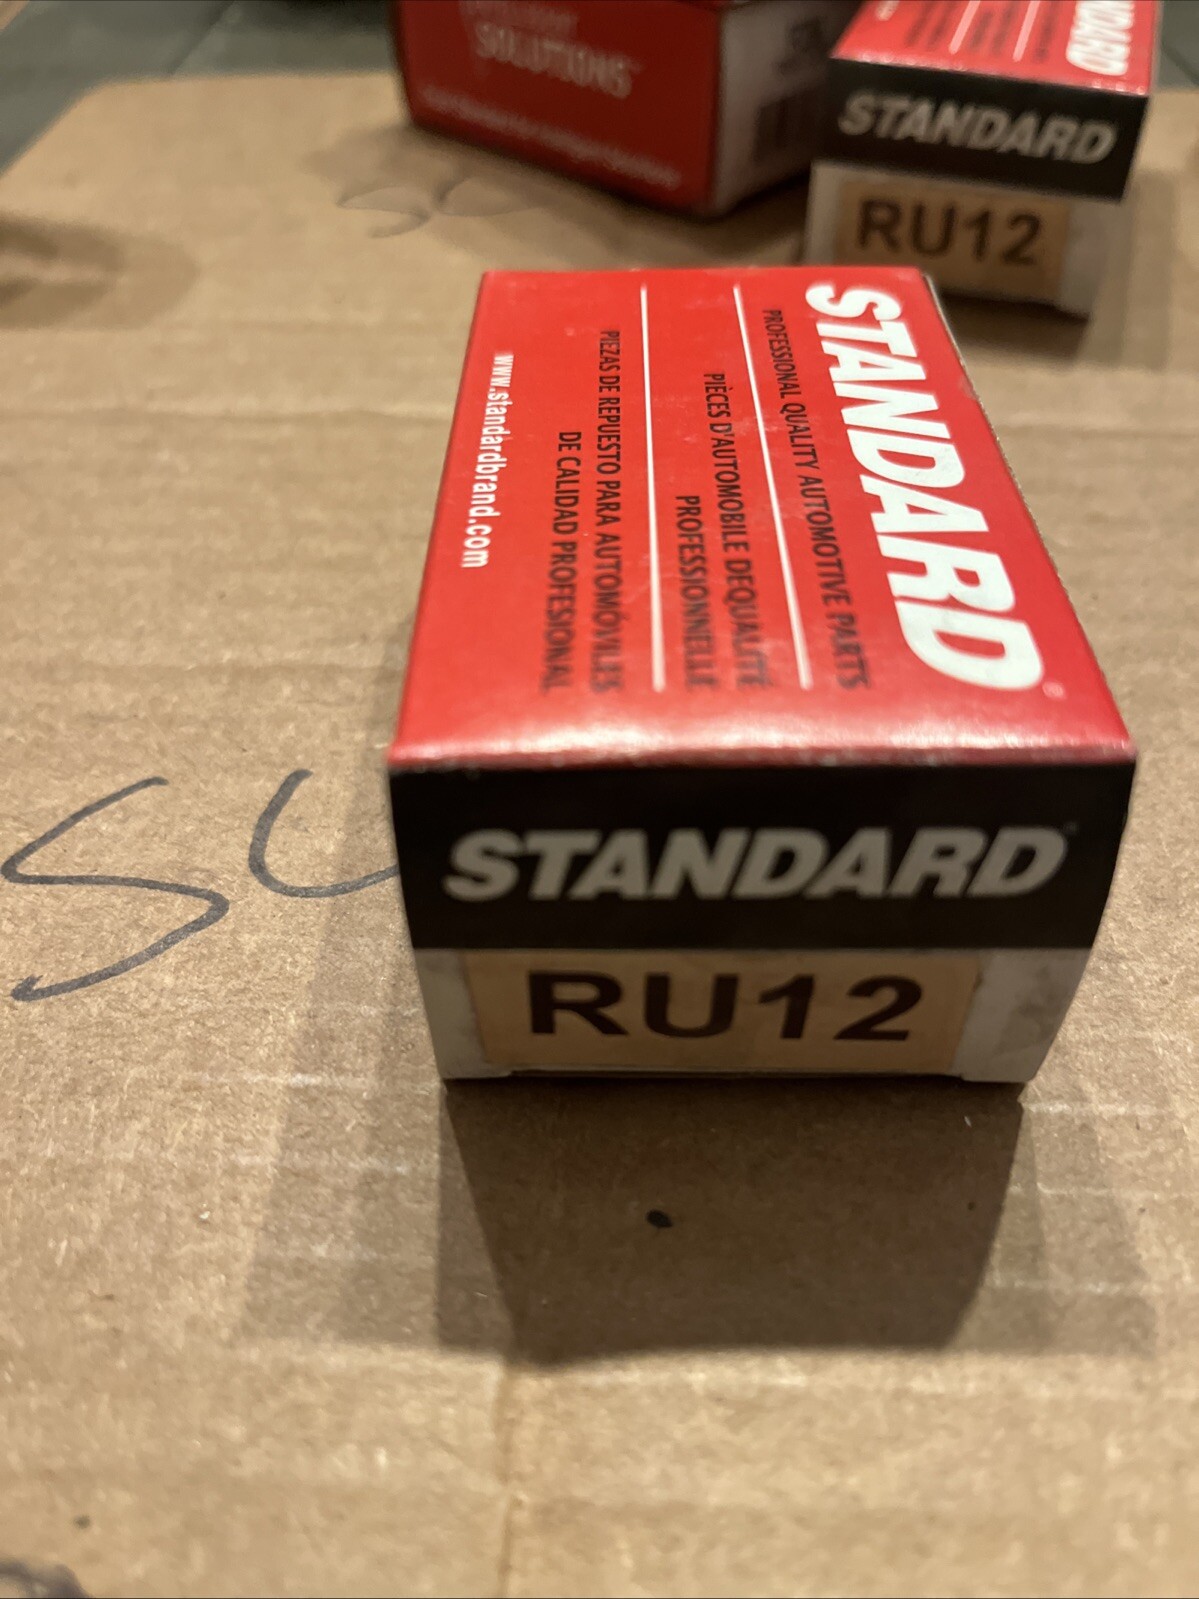 SOLUTIONS
STANDARD
STANDARD
RU12
STANDARD
PROFESSIONAL QUALITY AUTOMOTIVE PARTS
PIÈCES D'AUTOMOBILE DEQUALITÉ
PROFESSIONNELLE
PIEZAS DE REPUESTO PARA AUTOMÓVILES
DE CALIDAD PROFESIONAL
www.standardbrand.com
STANDARD
RU12